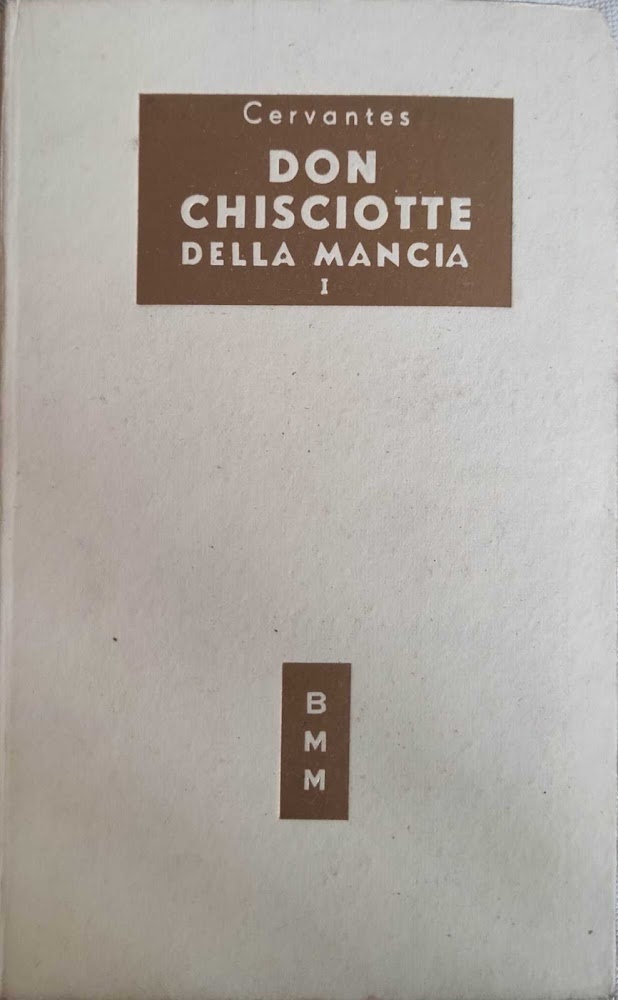 Cervantes
DON
CHISCIOTTE
DELLA MANCIA
I
B
M
M